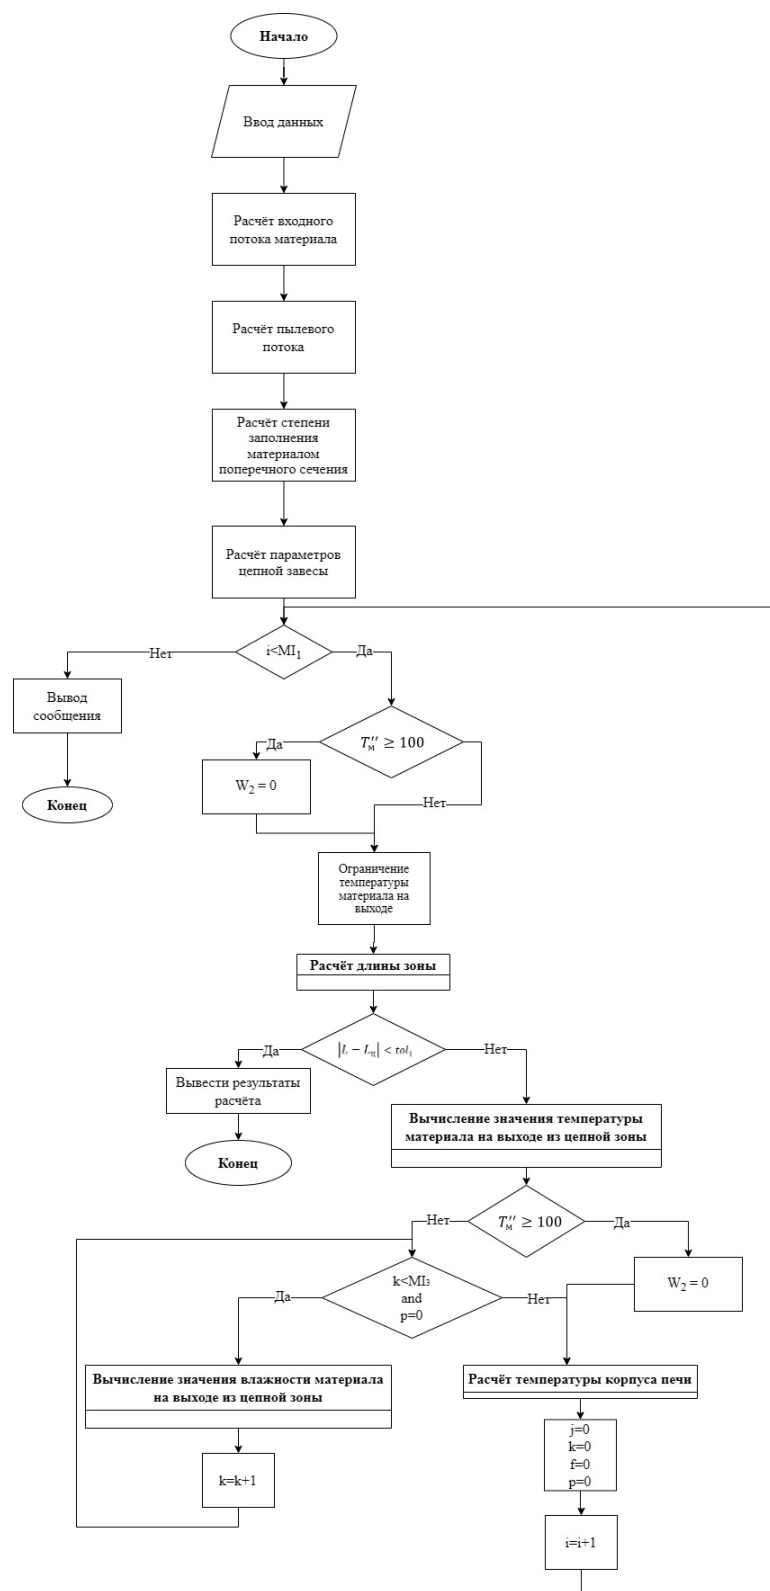 Начало
Ввод данных
Расчёт входного
потока материала
Расчёт пылевого
потока
Расчёт степени
заполнения
материалом
поперечного сечения
Расчёт параметров
цепной завесы
i<MI₁
Нет
Да
Вывод
сообщения
Конец
T″ₘ ≥ 100
Да
W₂ = 0
Нет
Ограничение
температуры
материала на
выходе
Расчёт длины зоны
|L − Lц| < tol₁
Да
Нет
Вывести результаты
расчёта
Конец
Вычисление значения температуры
материала на выходе из цепной зоны
T″ₘ ≥ 100
Нет
Да
W₂ = 0
k<MI₃
and
p=0
Да
Нет
Вычисление значения влажности материала
на выходе из цепной зоны
k=k+1
Расчёт температуры корпуса печи
j=0
k=0
f=0
p=0
i=i+1